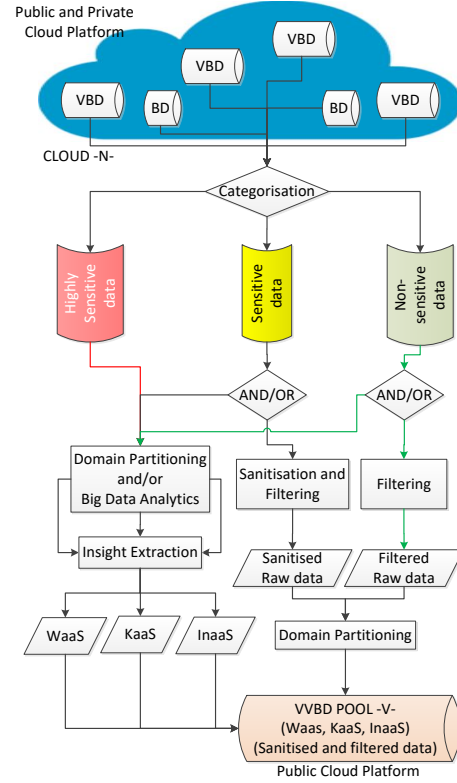 Public and Private
Cloud Platform
VBD
VBD
VBD
BD
BD
VBD
CLOUD -N-
Categorisation
Highly
Sensitive
data
Sensitive
data
Non-
sensitive
data
AND/OR
AND/OR
Domain Partitioning
and/or
Big Data Analytics
Sanitisation and
Filtering
Filtering
Insight Extraction
Sanitised
Raw data
Filtered
Raw data
WaaS
KaaS
InaaS
Domain Partitioning
VVBD POOL -V-
(Waas, KaaS, InaaS)
(Sanitised and filtered data)
Public Cloud Platform